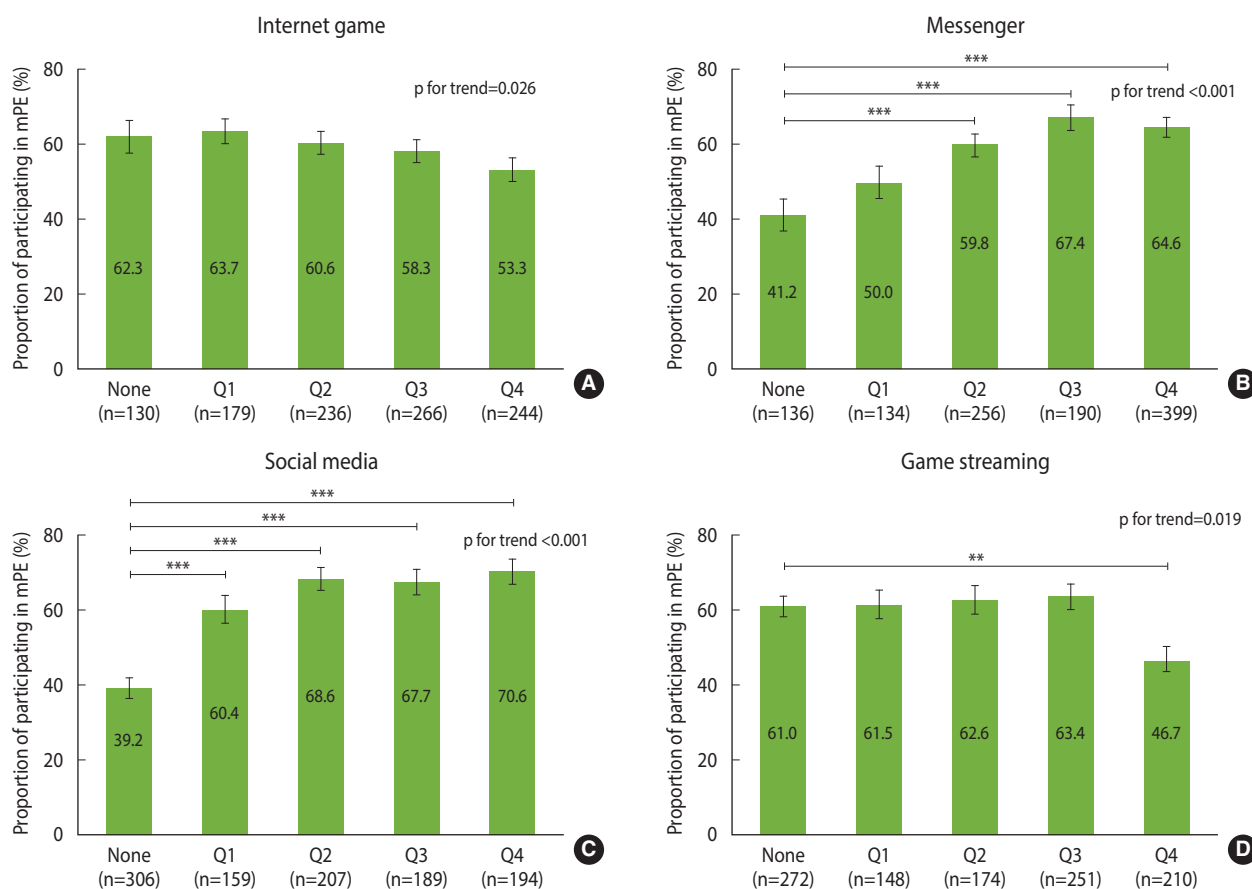 Internet game
Proportion of participating in mPE (%)
80
60
40
20
0
p for trend=0.026
62.3
63.7
60.6
58.3
53.3
None
(n=130)
Q1
(n=179)
Q2
(n=236)
Q3
(n=266)
Q4
(n=244)
A
Messenger
Proportion of participating in mPE (%)
80
60
40
20
0
***
***
***
p for trend <0.001
41.2
50.0
59.8
67.4
64.6
None
(n=136)
Q1
(n=134)
Q2
(n=256)
Q3
(n=190)
Q4
(n=399)
B
Social media
Proportion of participating in mPE (%)
80
60
40
20
0
***
***
***
***
p for trend <0.001
39.2
60.4
68.6
67.7
70.6
None
(n=306)
Q1
(n=159)
Q2
(n=207)
Q3
(n=189)
Q4
(n=194)
C
Game streaming
Proportion of participating in mPE (%)
80
60
40
20
0
p for trend=0.019
**
61.0
61.5
62.6
63.4
46.7
None
(n=272)
Q1
(n=148)
Q2
(n=174)
Q3
(n=251)
Q4
(n=210)
D